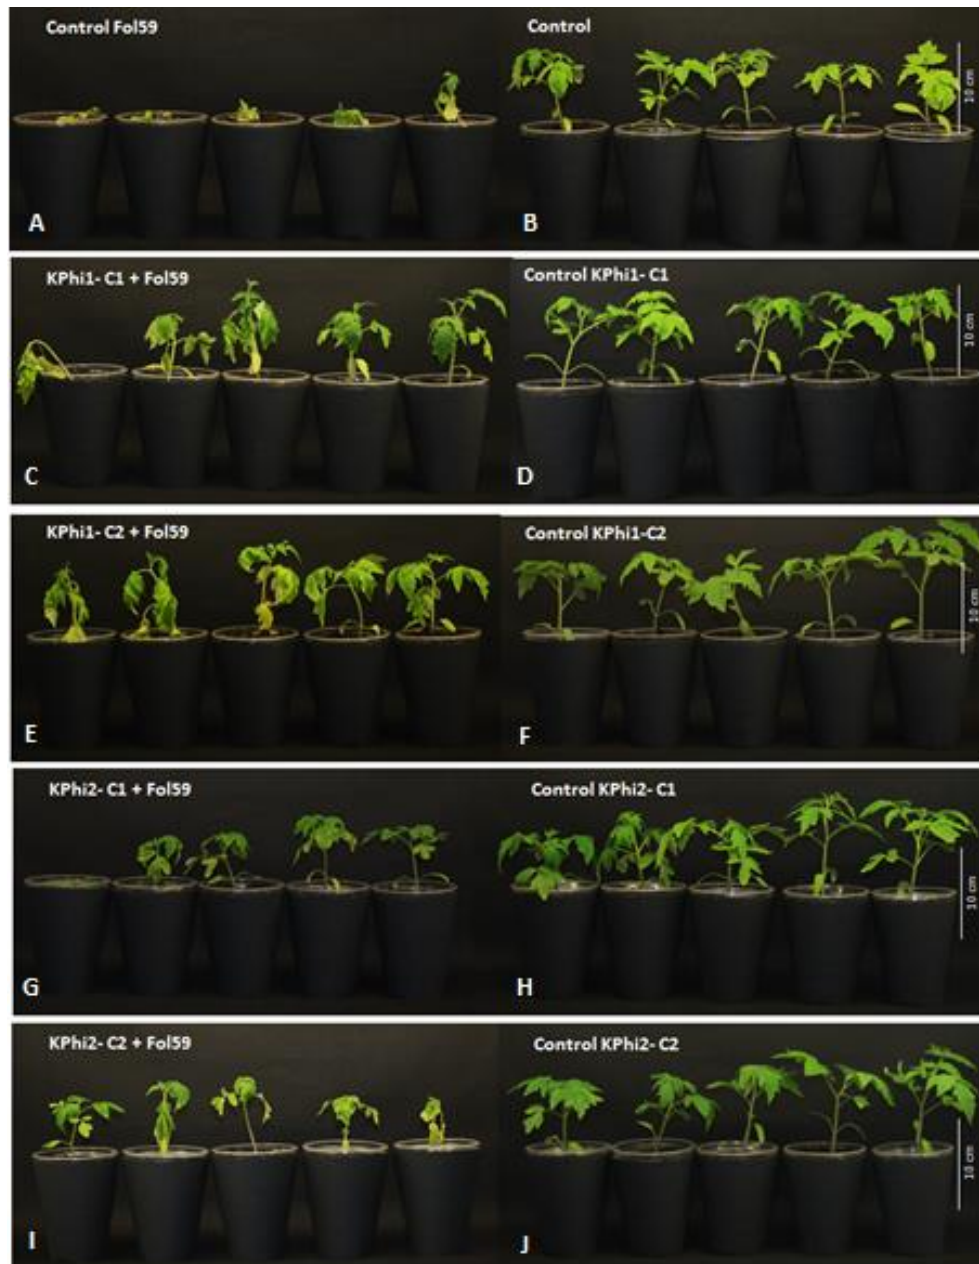 Control Fol59
Control
10 cm
A
B
KPhi1- C1 + Fol59
Control KPhi1- C1
10 cm
C
D
KPhi1- C2 + Fol59
Control KPhi1-C2
10 cm
E
F
KPhi2- C1 + Fol59
Control KPhi2- C1
10 cm
G
H
KPhi2- C2 + Fol59
Control KPhi2- C2
10 cm
I
J